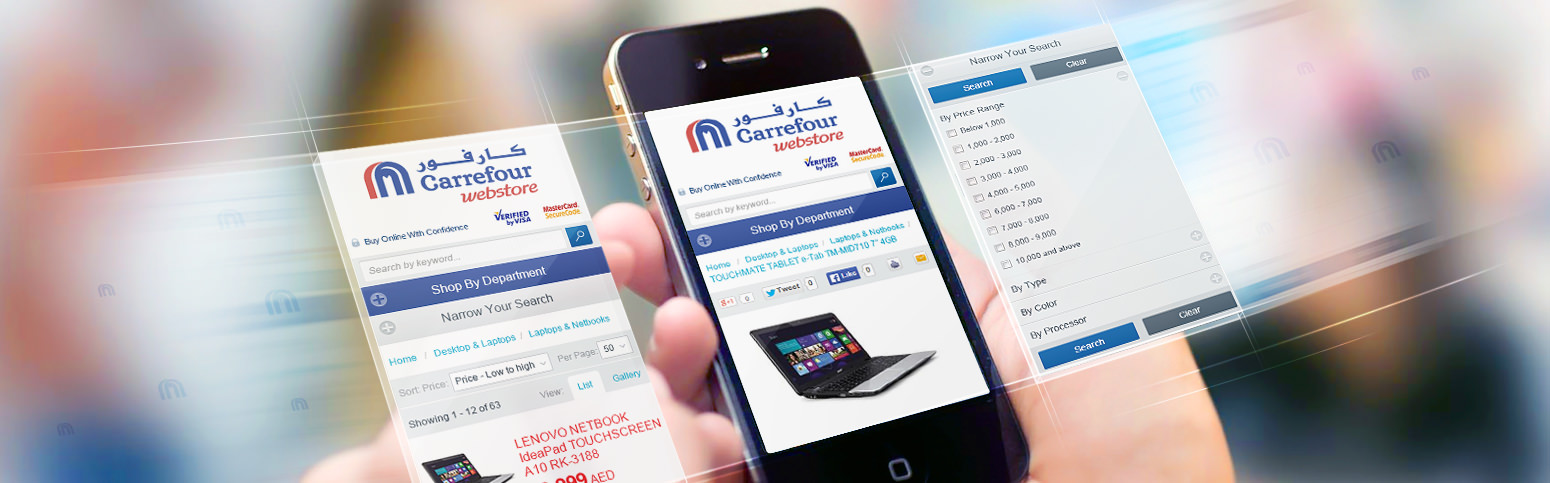 كارفور
Carrefour
webstore
VERIFIED by VISA
MasterCard. SecureCode.
Buy Online With Confidence
Search by keyword...
Shop By Department
Narrow Your Search
Home / Desktop & Laptops / Laptops & Netbooks
Sort: Price: Price - Low to high Per Page: 50
Showing 1 - 12 of 63 View: List Gallery
LENOVO NETBOOK
IdeaPad TOUCHSCREEN
A10 RK-3188
999 AED
كارفور
Carrefour
webstore
VERIFIED by VISA
MasterCard. SecureCode.
Buy Online With Confidence
Search by keyword...
Shop By Department
Home / Desktop & Laptops / Laptops & Netbooks /
TOUCHMATE TABLET e-Tab TM-MID710 7" 4GB
g+1 0 Tweet 0 Like 0
Narrow Your Search
Search Clear
By Price Range
Below 1,000
1,000 - 2,000
2,000 - 3,000
3,000 - 4,000
4,000 - 5,000
6,000 - 7,000
7,000 - 8,000
8,000 - 9,000
10,000 and above
By Type
By Color
By Processor
Search Clear